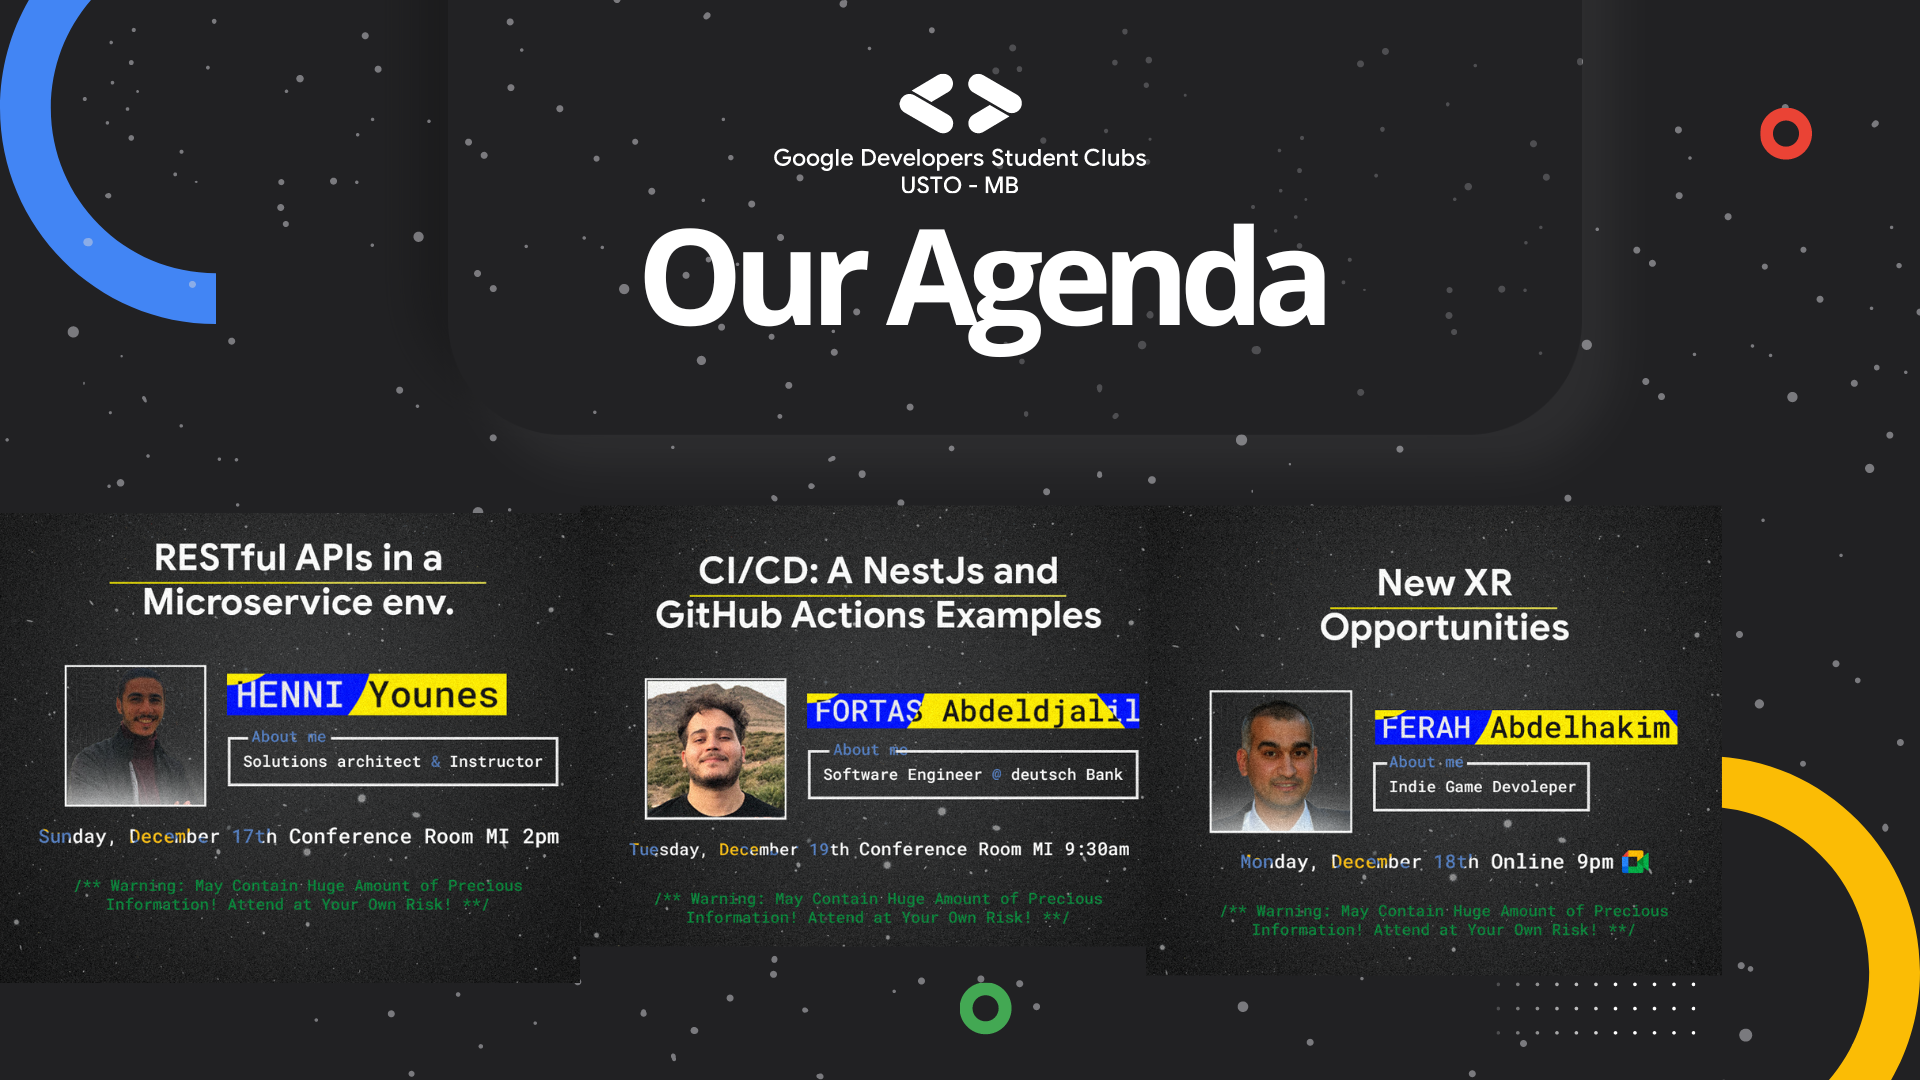 Google Developers Student Clubs
USTO - MB
Our Agenda
RESTful APIs in a
Microservice env.
HENNI Younes
About me
Solutions architect & Instructor
Sunday, December 17th Conference Room MI 2pm
/** Warning: May Contain Huge Amount of Precious
Information! Attend at Your Own Risk! **/
CI/CD: A NestJs and
GitHub Actions Examples
FORTAS Abdeldjalil
About me
Software Engineer @ deutsch Bank
Tuesday, December 19th Conference Room MI 9:30am
/** Warning: May Contain Huge Amount of Precious
Information! Attend at Your Own Risk! **/
New XR
Opportunities
FERAH Abdelhakim
About me
Indie Game Devoleper
Monday, December 18th Online 9pm
/** Warning: May Contain Huge Amount of Precious
Information! Attend at Your Own Risk! **/